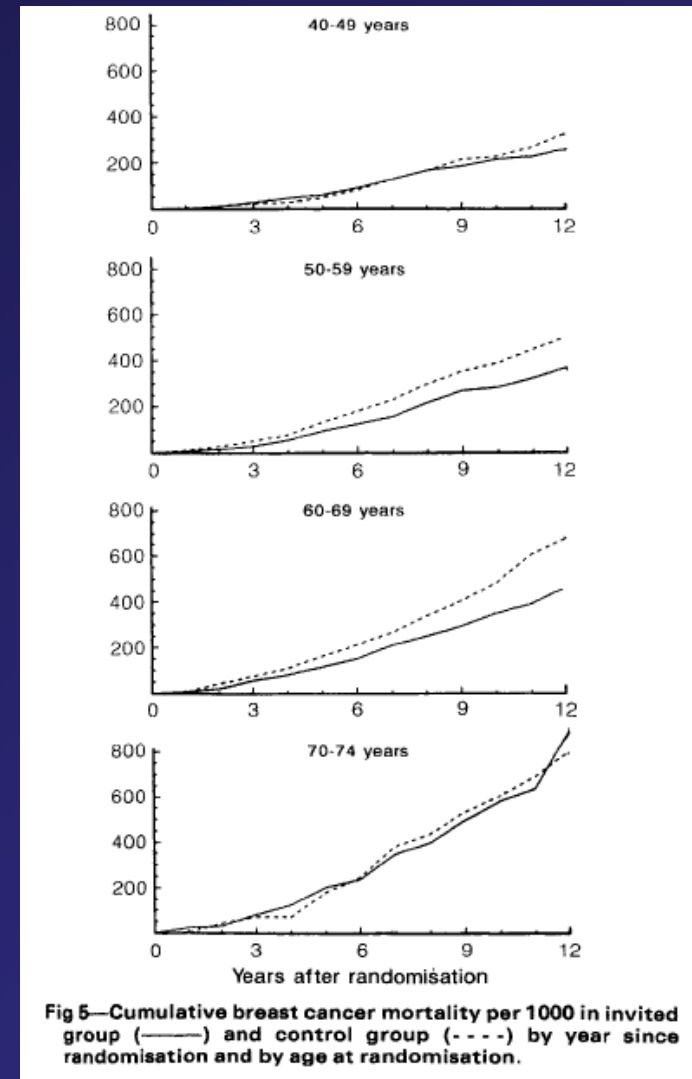 40-49 years
800
600
400
200
0 3 6 9 12
50-59 years
800
600
400
200
0 3 6 9 12
60-69 years
800
600
400
200
0 3 6 9 12
70-74 years
800
600
400
200
0 3 6 9 12
Years after randomisation
Fig 5—Cumulative breast cancer mortality per 1000 in invited
group (——) and control group (- - - -) by year since
randomisation and by age at randomisation.